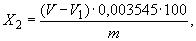 X₂ = (V – V₁) · 0,003545 · 100 / m ,